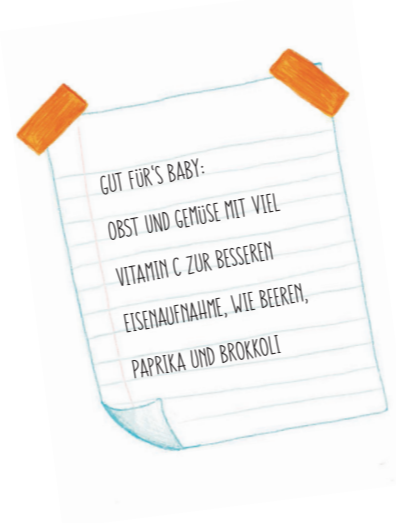 GUT FÜR'S BABY:
OBST UND GEMÜSE MIT VIEL
VITAMIN C ZUR BESSEREN
EISENAUFNAHME, WIE BEEREN,
PAPRIKA UND BROKKOLI